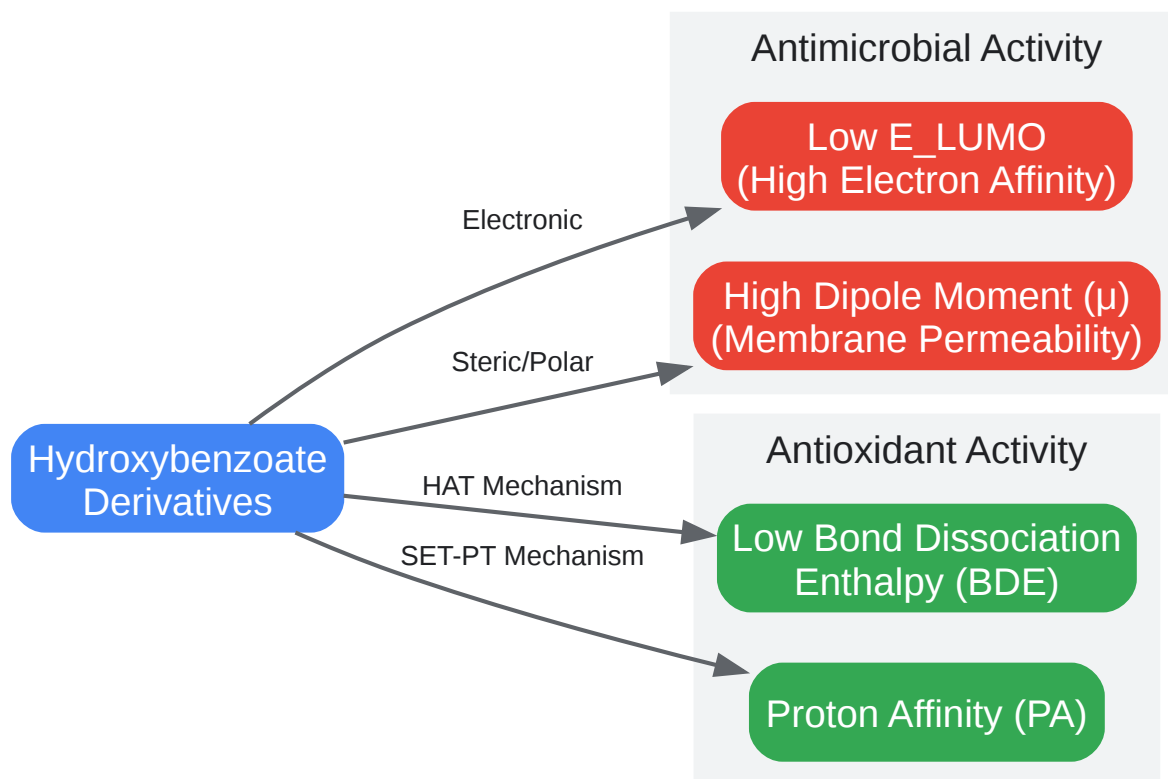 Antimicrobial Activity
Low E_LUMO
(High Electron Affinity)
Electronic
High Dipole Moment (μ)
(Membrane Permeability)
Steric/Polar
Hydroxybenzoate
Derivatives
Antioxidant Activity
HAT Mechanism
Low Bond Dissociation
Enthalpy (BDE)
SET-PT Mechanism
Proton Affinity (PA)